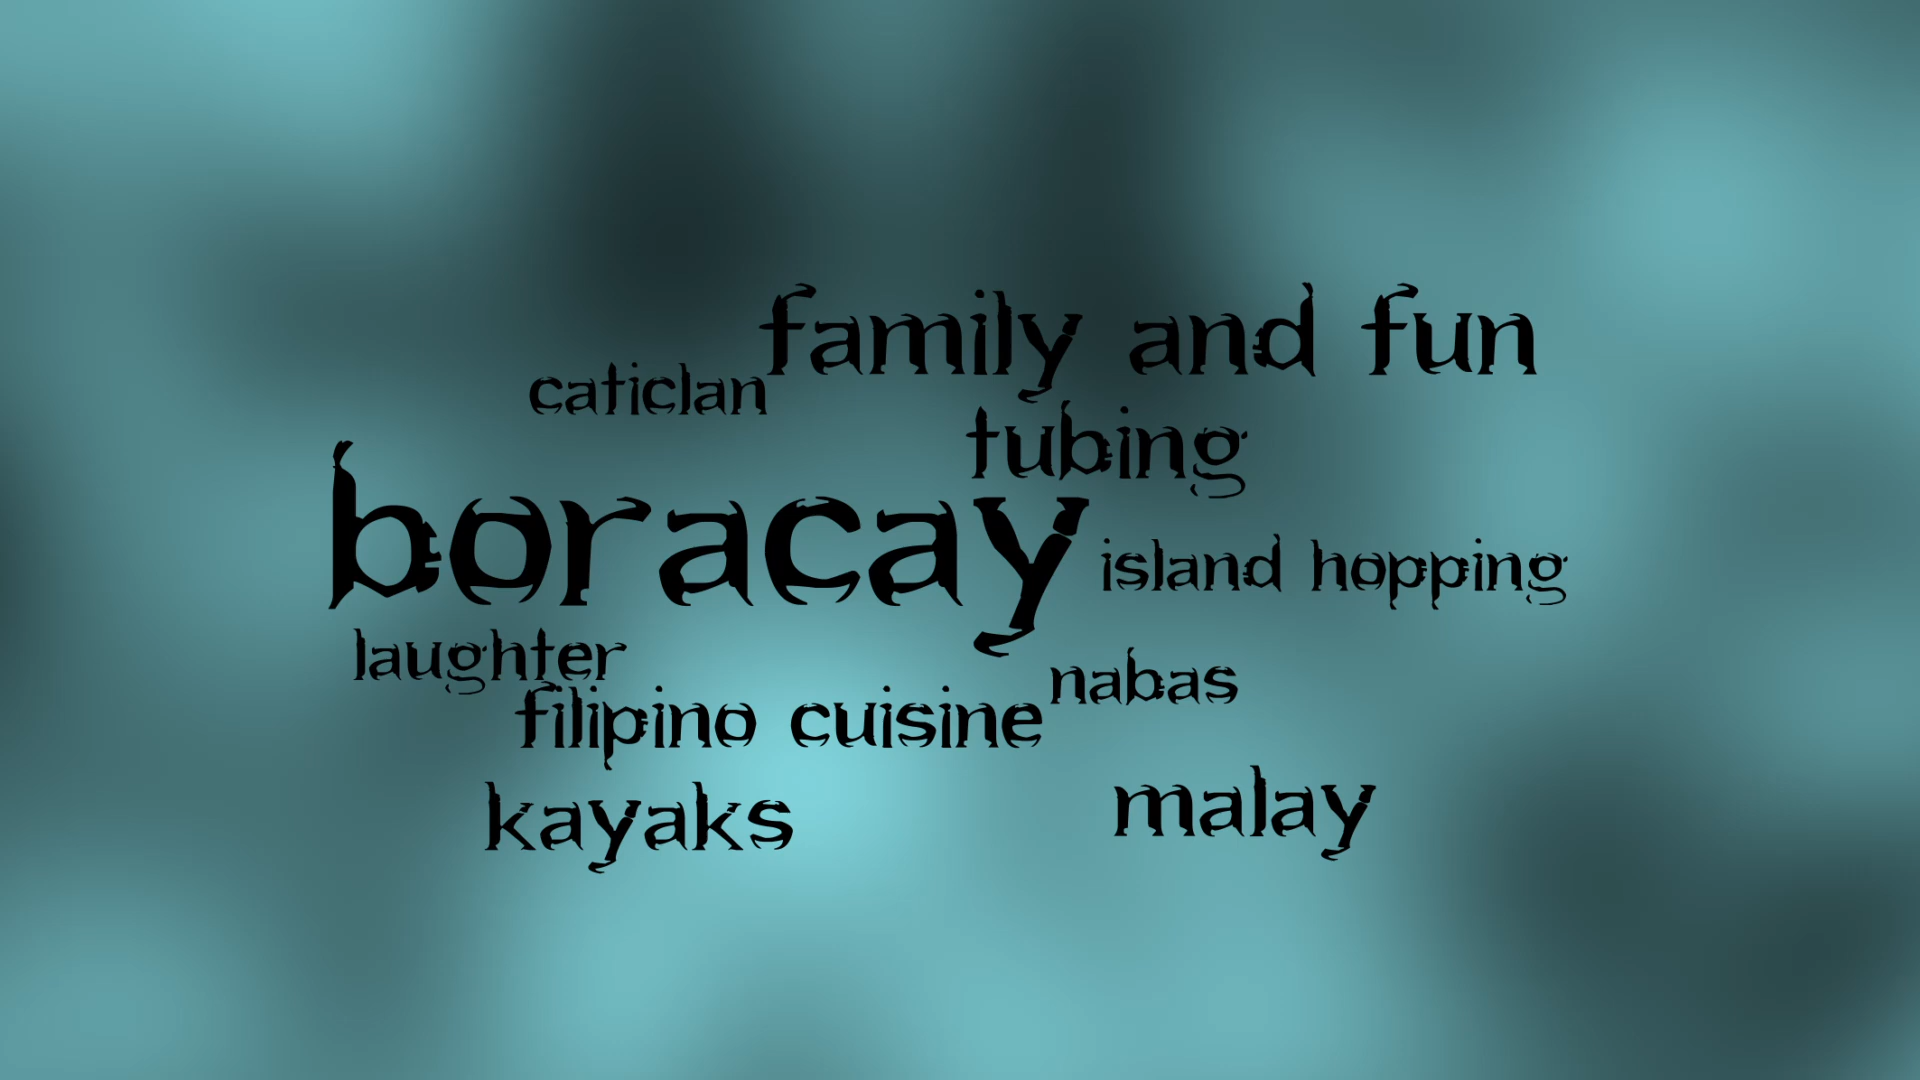 family and fun
caticlan
tubing
boracay
island hopping
laughter
nabas
filipino cuisine
kayaks
malay